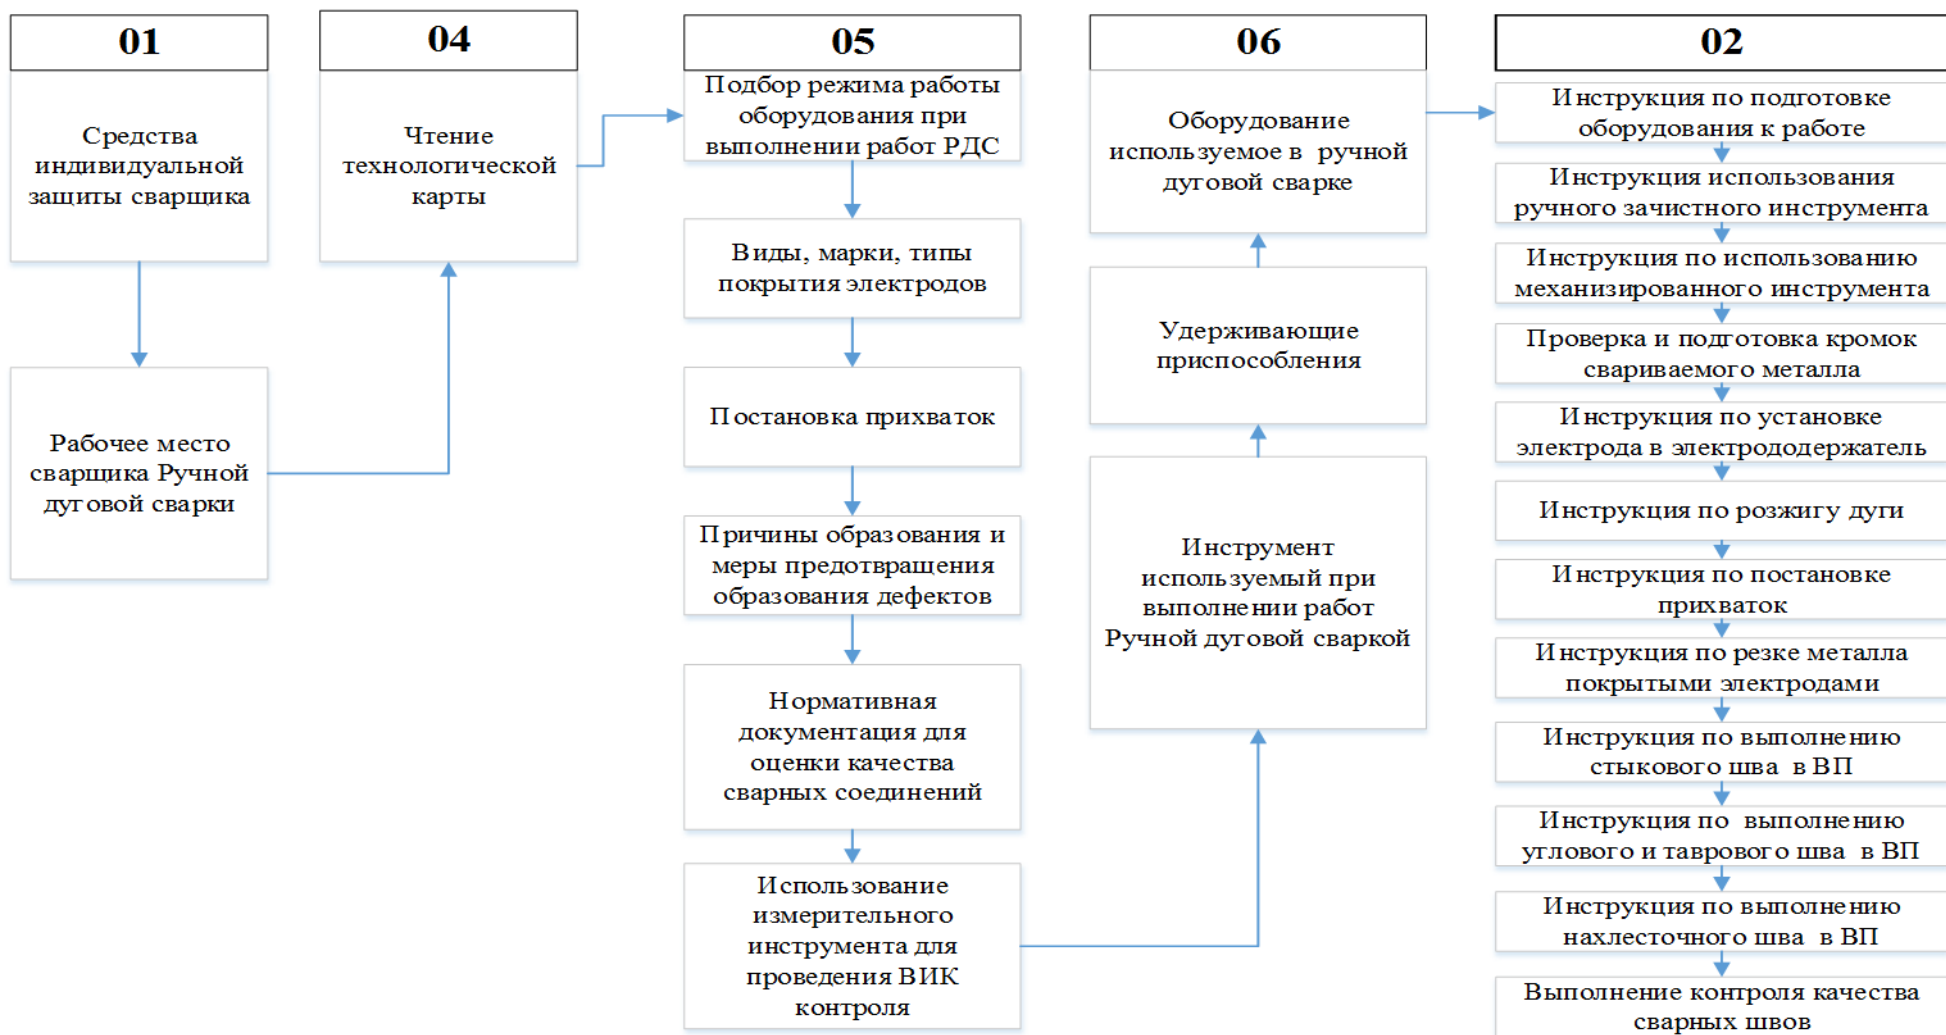 01
Средства
индивидуальной
защиты сварщика
Рабочее место
сварщика Ручной
дуговой сварки
04
Чтение
технологической
карты
05
Подбор режима работы
оборудования при
выполнении работ РДС
Виды, марки, типы
покрытия электродов
Постановка прихваток
Причины образования и
меры предотвращения
образования дефектов
Нормативная
документация для
оценки качества
сварных соединений
Использование
измерительного
инструмента для
проведения ВИК
контроля
06
Оборудование
используемое в ручной
дуговой сварке
Удерживающие
приспособления
Инструмент
используемый при
выполнении работ
Ручной дуговой сваркой
02
Инструкция по подготовке
оборудования к работе
Инструкция использования
ручного зачистного инструмента
Инструкция по использованию
механизированного инструмента
Проверка и подготовка кромок
свариваемого металла
Инструкция по установке
электрода в электрододержатель
Инструкция по розжигу дуги
Инструкция по постановке
прихваток
Инструкция по резке металла
покрытыми электродами
Инструкция по выполнению
стыкового шва в ВП
Инструкция по выполнению
углового и таврового шва в ВП
Инструкция по выполнению
нахлесточного шва в ВП
Выполнение контроля качества
сварных швов